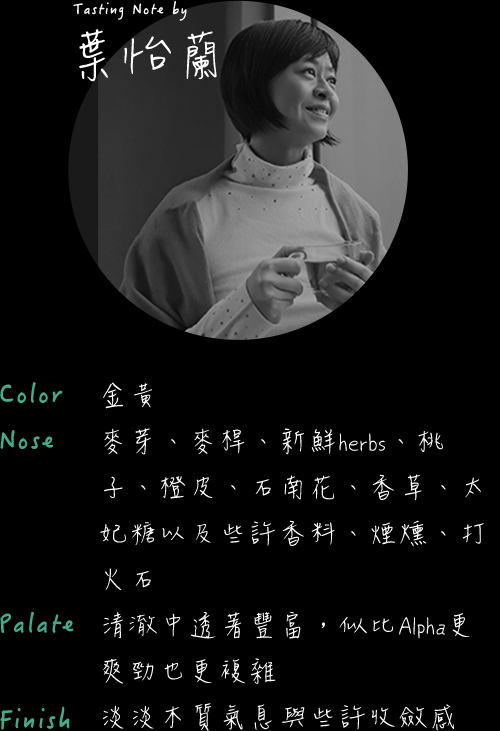 Tasting Note by
葉怡蘭
Color 金黃
Nose 麥芽、麥桿、新鮮herbs、桃
子、橙皮、石南花、香草、太
妃糖以及些許香料、煙燻、打
火石
Palate 清澈中透著豐富，似比Alpha更
爽勁也更複雜
Finish 淡淡木質氣息與些許收斂感